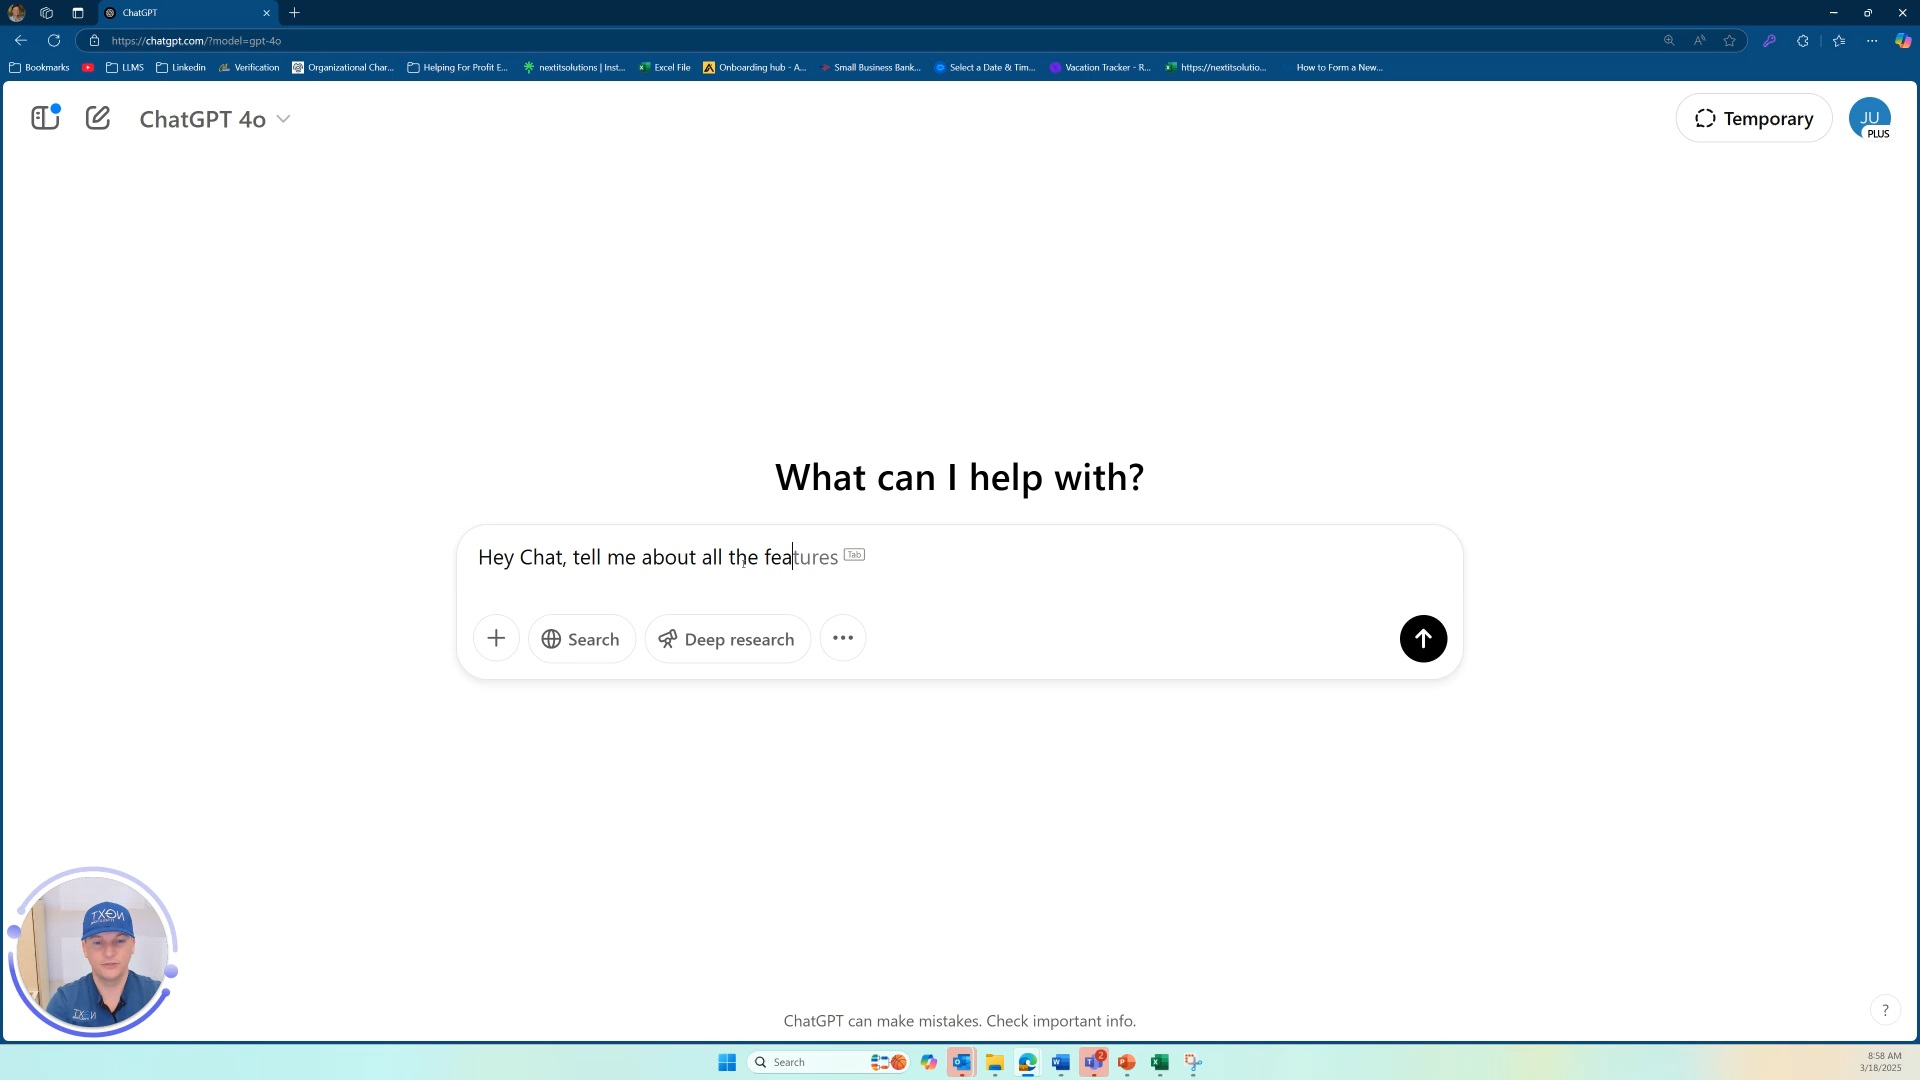 ChatGPT
https://chatgpt.com/?model=gpt-4o
Bookmarks
LLMS
Linkedin
Verification
Organizational Char...
Helping For Profit E...
nextitsolutions | Inst...
Excel File
Onboarding hub - A...
Small Business Bank...
Select a Date & Tim...
Vacation Tracker - R...
https://nextitsolutio...
How to Form a New...
ChatGPT 4o
Temporary
JU
PLUS
What can I help with?
Hey Chat, tell me about all the features Tab
Search
Deep research
ChatGPT can make mistakes. Check important info.
?
Search
2
8:58 AM
3/18/2025